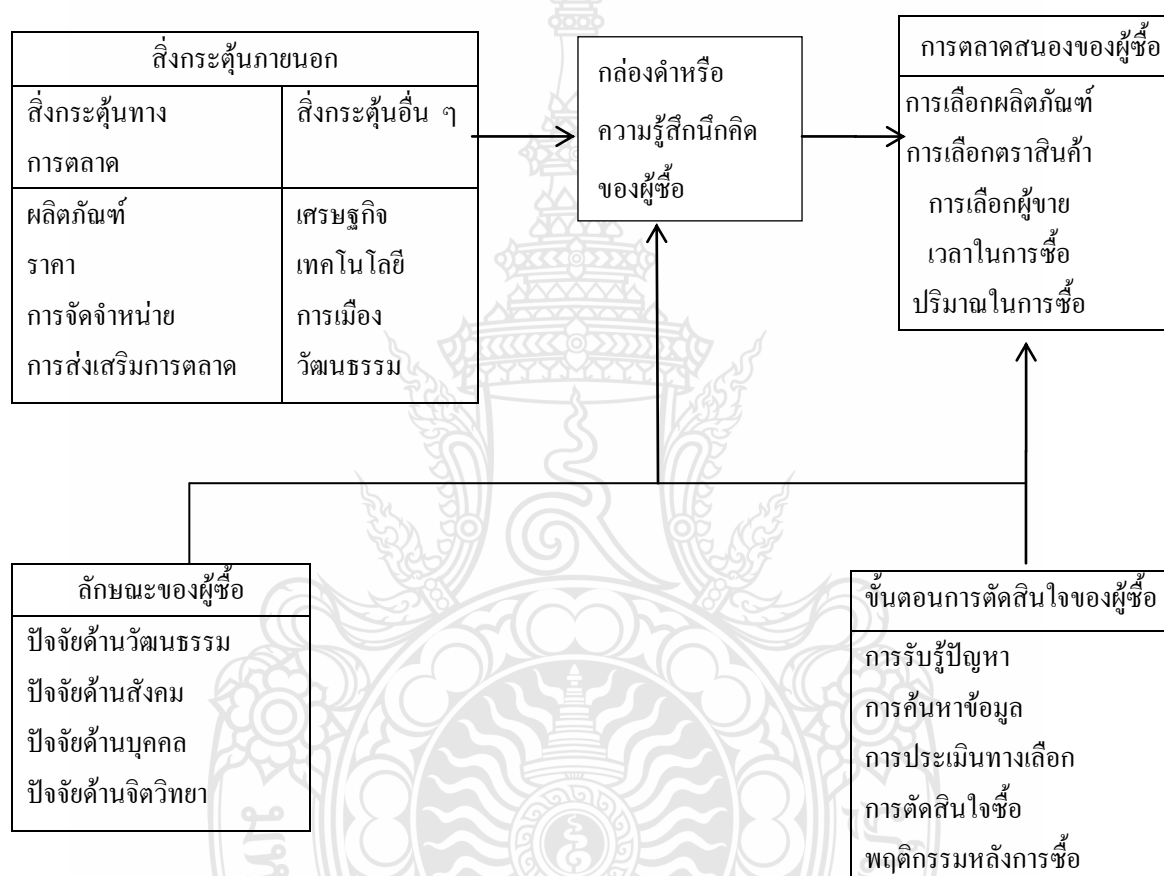 สิ่งกระตุ้นภายนอก
สิ่งกระตุ้นทาง
การตลาด
สิ่งกระตุ้นอื่น ๆ
ผลิตภัณฑ์
ราคา
การจัดจำหน่าย
การส่งเสริมการตลาด
เศรษฐกิจ
เทคโนโลยี
การเมือง
วัฒนธรรม
กล่องดำหรือ
ความรู้สึกนึกคิด
ของผู้ซื้อ
การตลาดสนองของผู้ซื้อ
การเลือกผลิตภัณฑ์
การเลือกตราสินค้า
การเลือกผู้ขาย
เวลาในการซื้อ
ปริมาณในการซื้อ
ลักษณะของผู้ซื้อ
ปัจจัยด้านวัฒนธรรม
ปัจจัยด้านสังคม
ปัจจัยด้านบุคคล
ปัจจัยด้านจิตวิทยา
ขั้นตอนการตัดสินใจของผู้ซื้อ
การรับรู้ปัญหา
การค้นหาข้อมูล
การประเมินทางเลือก
การตัดสินใจซื้อ
พฤติกรรมหลังการซื้อ